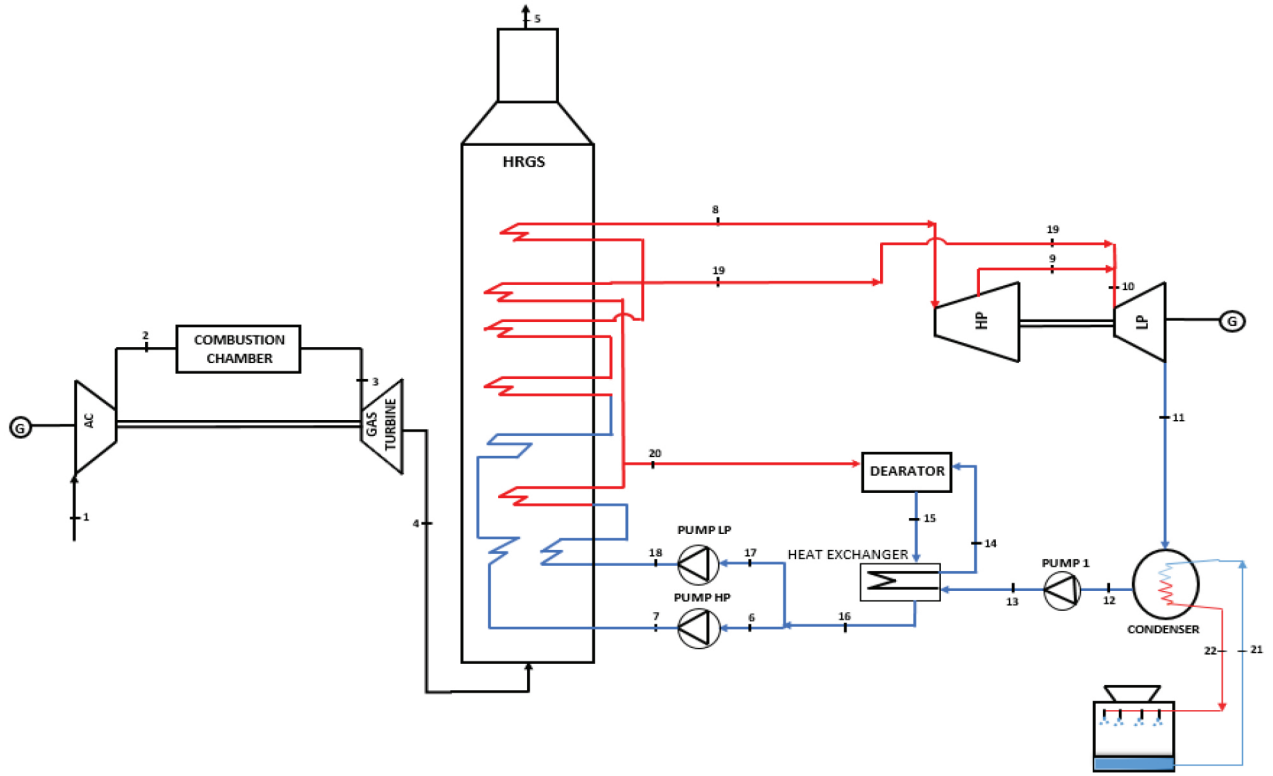 5
HRGS
8
19
19
9
10
HP
LP
G
2
COMBUSTION
CHAMBER
3
AC
GAS
TURBINE
G
11
20
DEARATOR
1
4
15
14
PUMP LP
HEAT EXCHANGER
18
17
PUMP 1
13
12
PUMP HP
7
6
16
CONDENSER
22
21